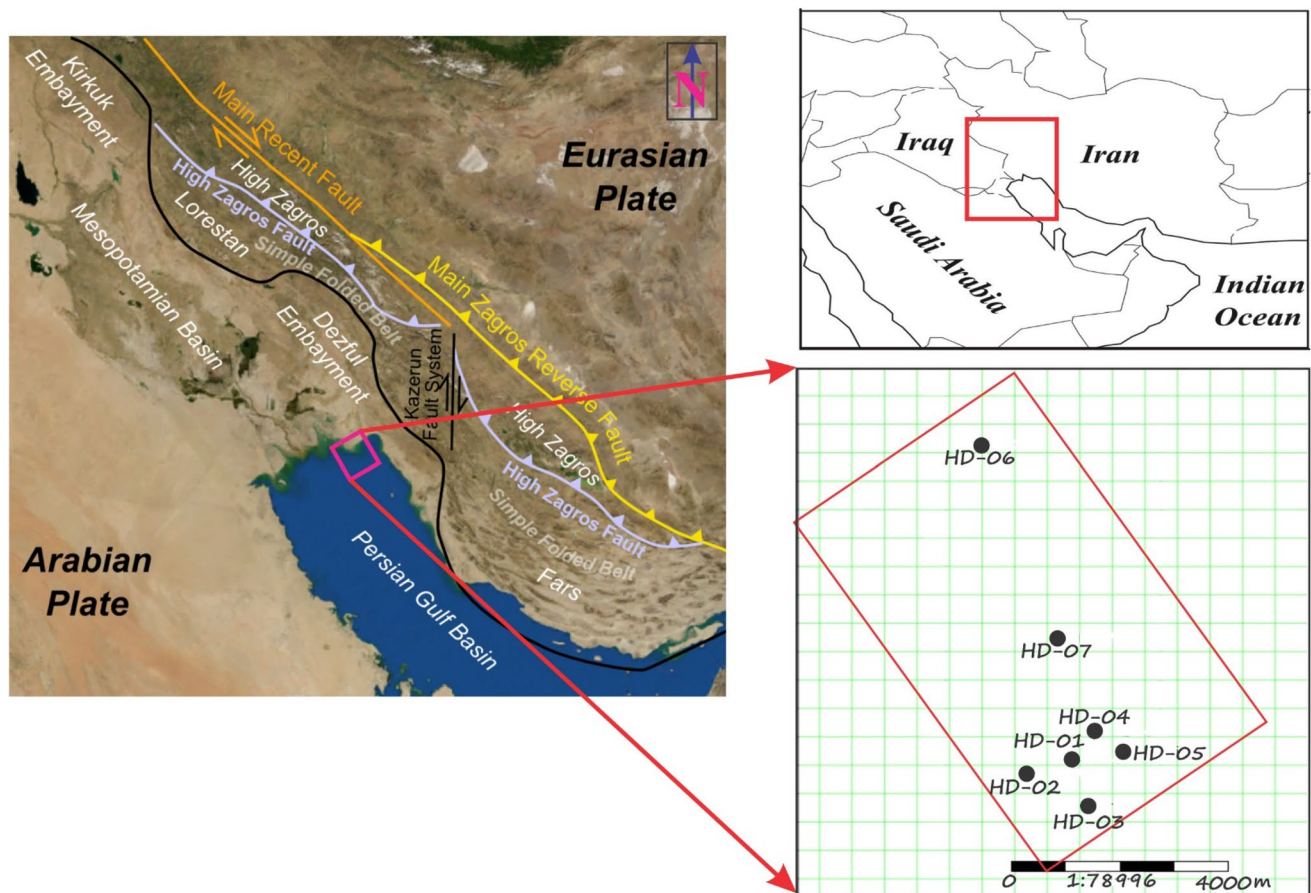 N
Kirkuk
Embayment
Main Recent Fault
Eurasian
Plate
High Zagros
High Zagros Fault
Lorestan
Simple Folded Belt
Mesopotamian Basin
Main Zagros Reverse Fault
Dezful
Embayment
Kazerun
Fault System
High Zagros
High Zagros Fault
Simple Folded Belt
Fars
Arabian
Plate
Persian Gulf Basin
Iraq
Iran
Saudi Arabia
Indian
Ocean
HD-06
HD-07
HD-04
HD-01
HD-05
HD-02
HD-03
0 1:78996 4000m